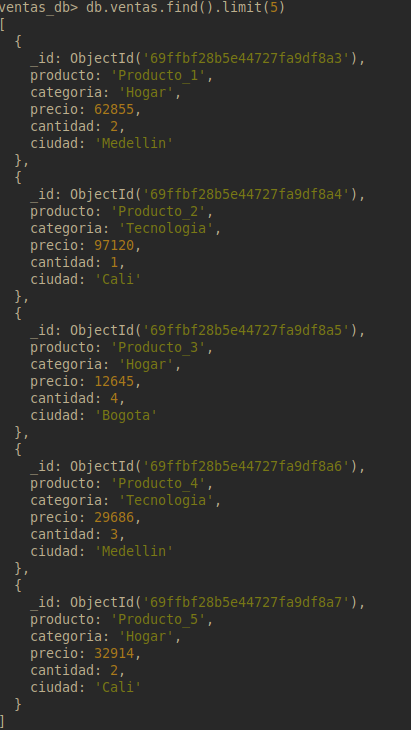 ventas_db> db.ventas.find().limit(5)
[
  {
    _id: ObjectId('69ffbf28b5e44727fa9df8a3'),
    producto: 'Producto_1',
    categoria: 'Hogar',
    precio: 62855,
    cantidad: 2,
    ciudad: 'Medellin'
  },
  {
    _id: ObjectId('69ffbf28b5e44727fa9df8a4'),
    producto: 'Producto_2',
    categoria: 'Tecnologia',
    precio: 97120,
    cantidad: 1,
    ciudad: 'Cali'
  },
  {
    _id: ObjectId('69ffbf28b5e44727fa9df8a5'),
    producto: 'Producto_3',
    categoria: 'Hogar',
    precio: 12645,
    cantidad: 4,
    ciudad: 'Bogota'
  },
  {
    _id: ObjectId('69ffbf28b5e44727fa9df8a6'),
    producto: 'Producto_4',
    categoria: 'Tecnologia',
    precio: 29686,
    cantidad: 3,
    ciudad: 'Medellin'
  },
  {
    _id: ObjectId('69ffbf28b5e44727fa9df8a7'),
    producto: 'Producto_5',
    categoria: 'Hogar',
    precio: 32914,
    cantidad: 2,
    ciudad: 'Cali'
  }
]